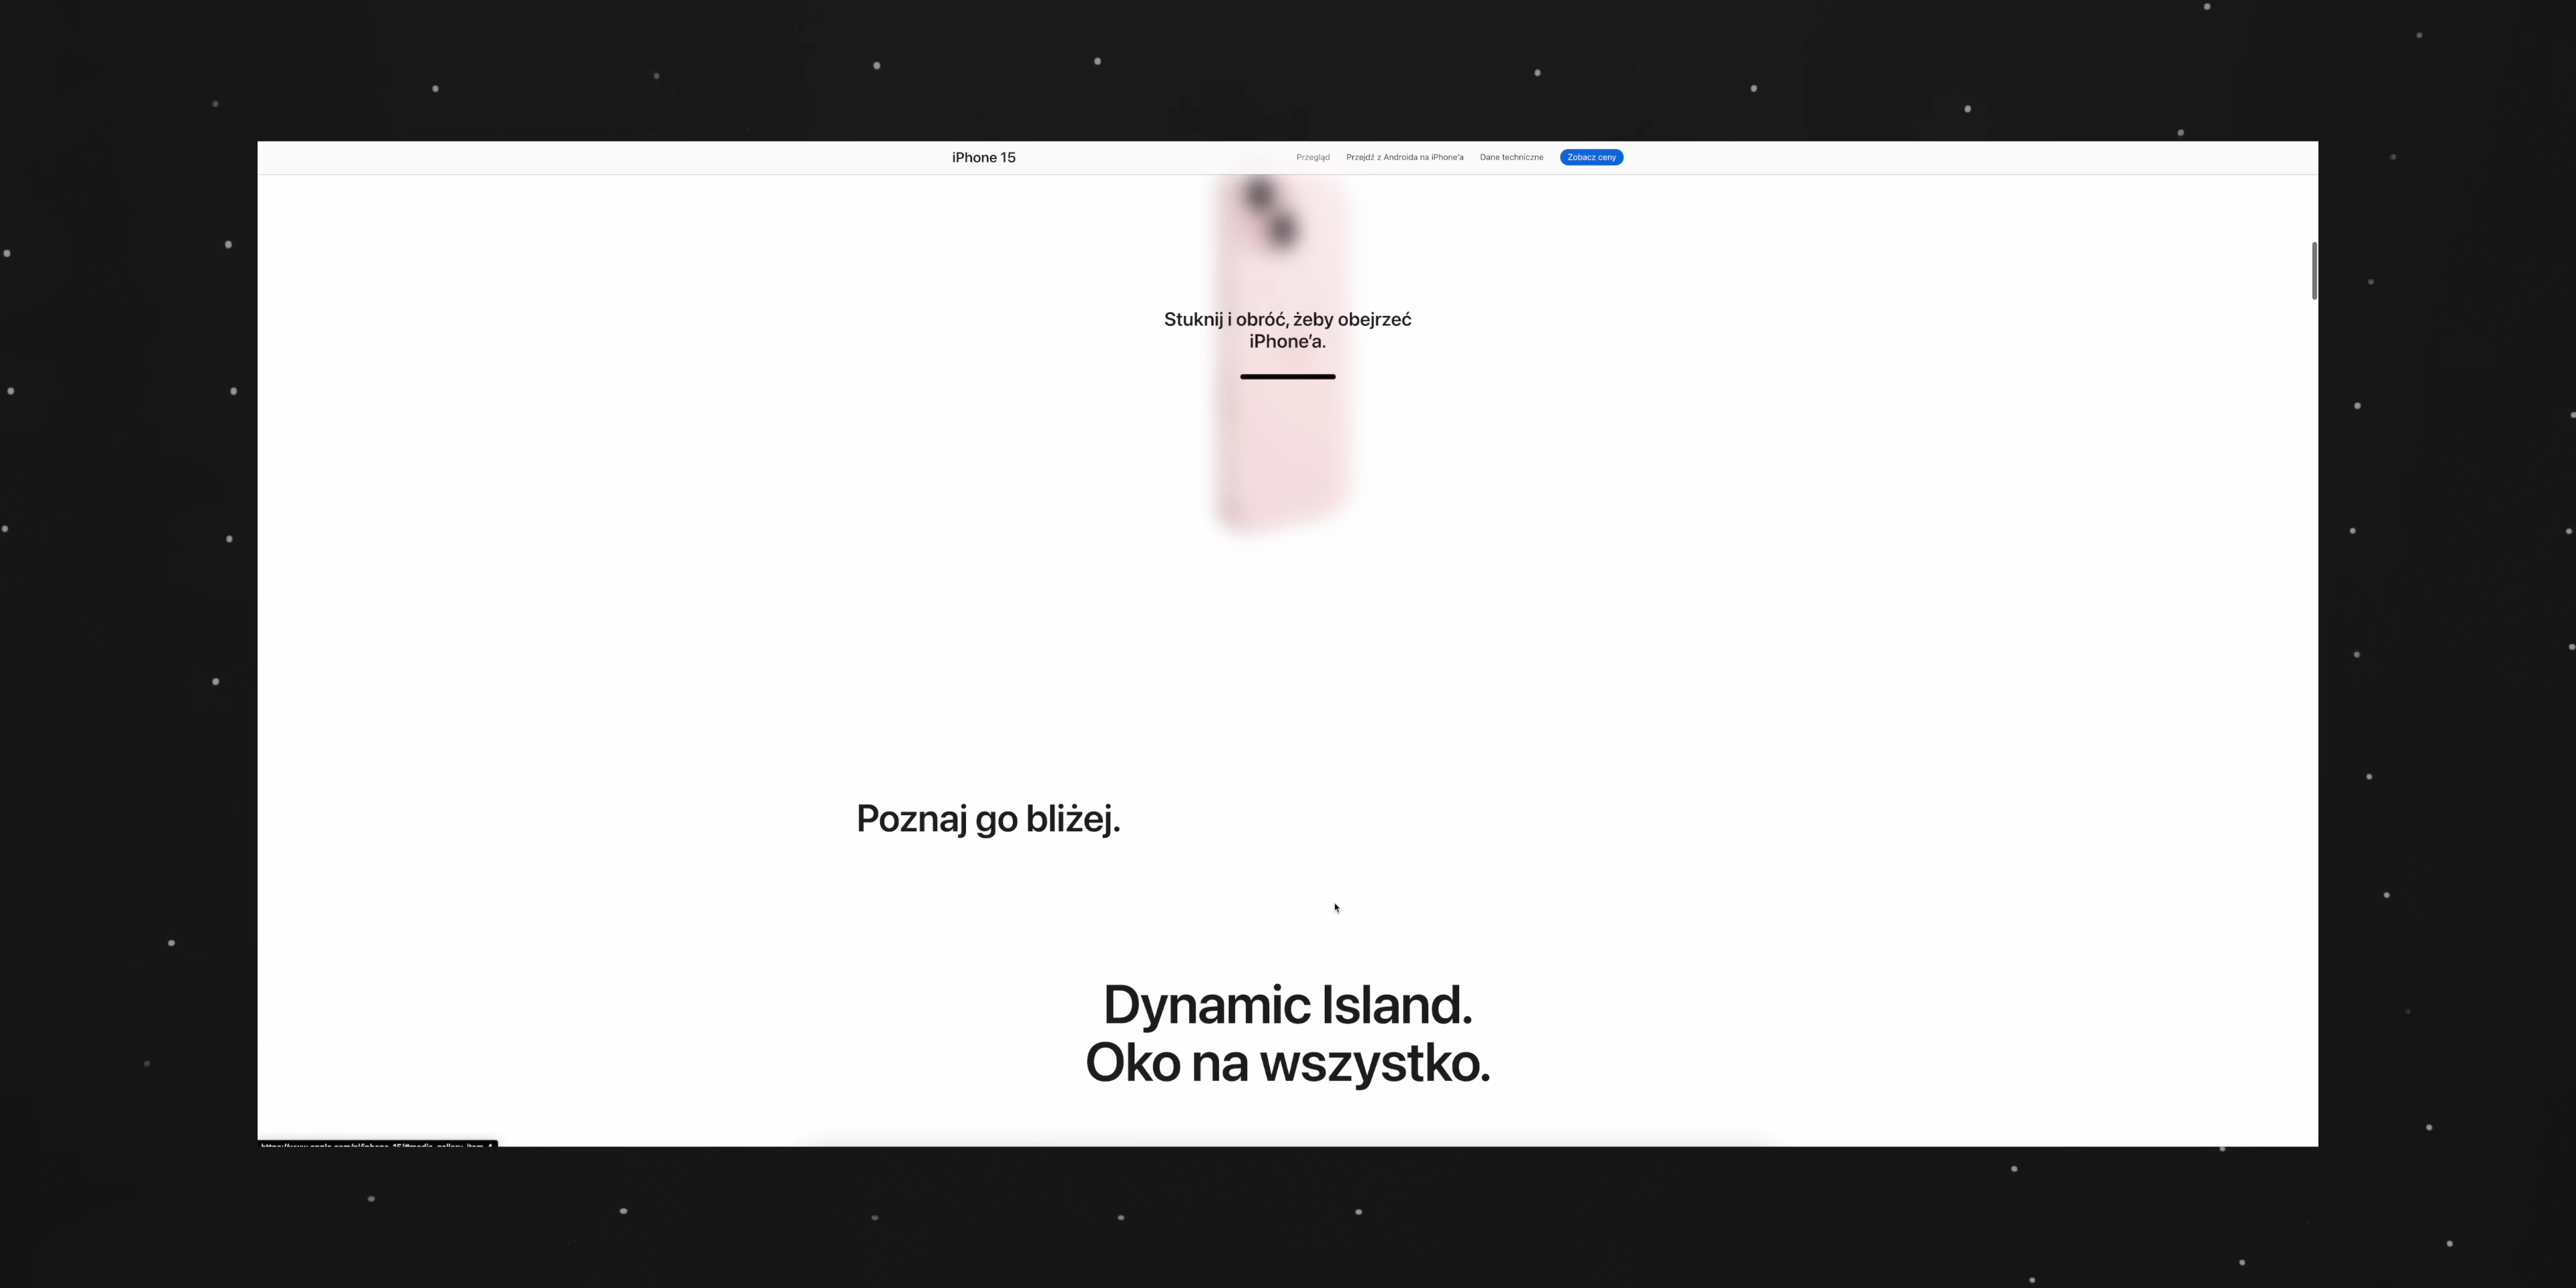 iPhone 15
Przegląd
Przejdź z Androida na iPhone'a
Dane techniczne
Zobacz ceny
Stuknij i obróć, żeby obejrzeć
iPhone'a.
Poznaj go bliżej.
Dynamic Island.
Oko na wszystko.